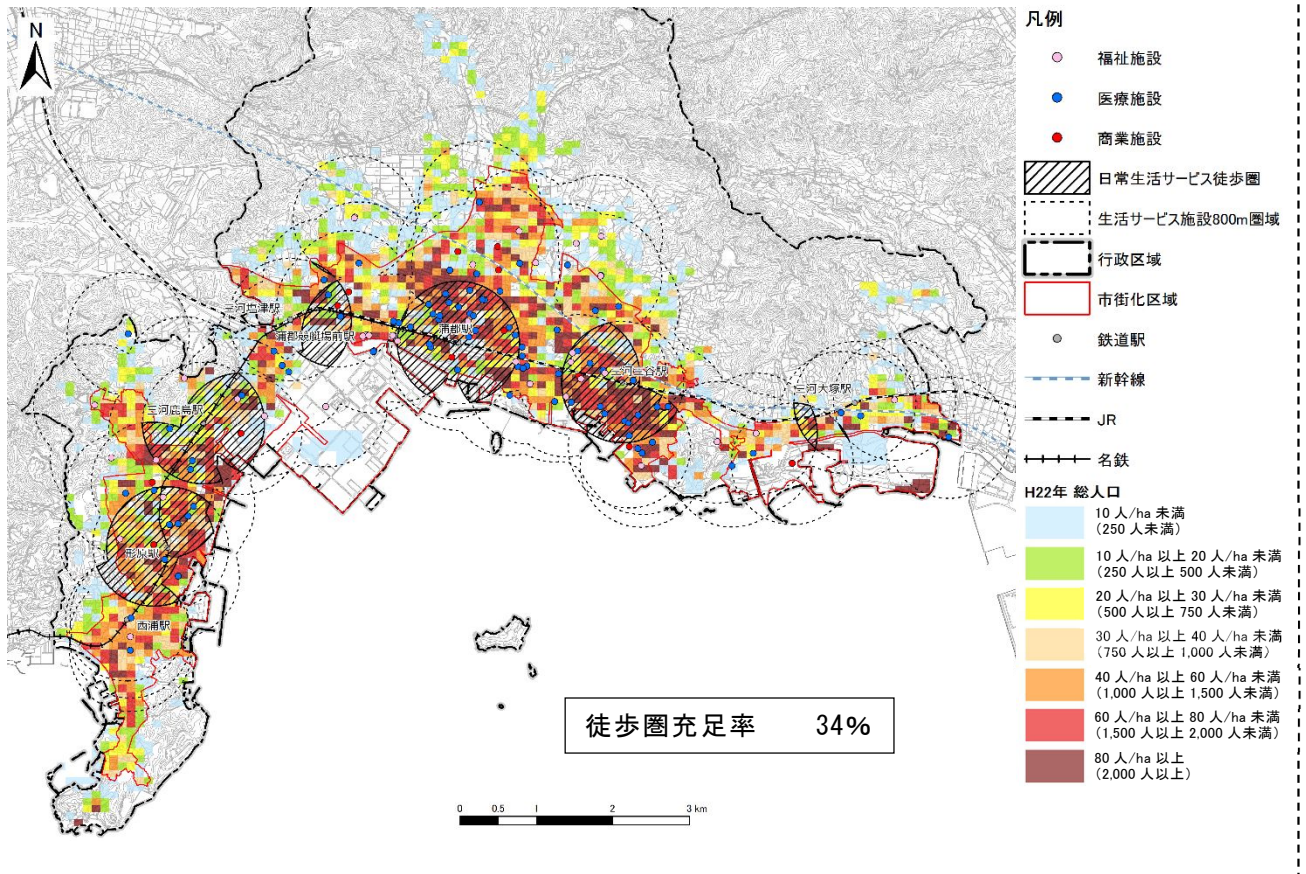 N
三河塩津駅
蒲郡競艇場前駅
蒲郡駅
三河三谷駅
三河大塚駅
三河鹿島駅
形原駅
西浦駅
徒歩圏充足率 34%
0 0.5 1 2 3 km
凡例
福祉施設
医療施設
商業施設
日常生活サービス徒歩圏
生活サービス施設800m圏域
行政区域
市街化区域
鉄道駅
新幹線
JR
名鉄
H22年 総人口
10 人/ha 未満
(250 人未満)
10 人/ha 以上 20 人/ha 未満
(250 人以上 500 人未満)
20 人/ha 以上 30 人/ha 未満
(500 人以上 750 人未満)
30 人/ha 以上 40 人/ha 未満
(750 人以上 1,000 人未満)
40 人/ha 以上 60 人/ha 未満
(1,000 人以上 1,500 人未満)
60 人/ha 以上 80 人/ha 未満
(1,500 人以上 2,000 人未満)
80 人/ha 以上
(2,000 人以上)